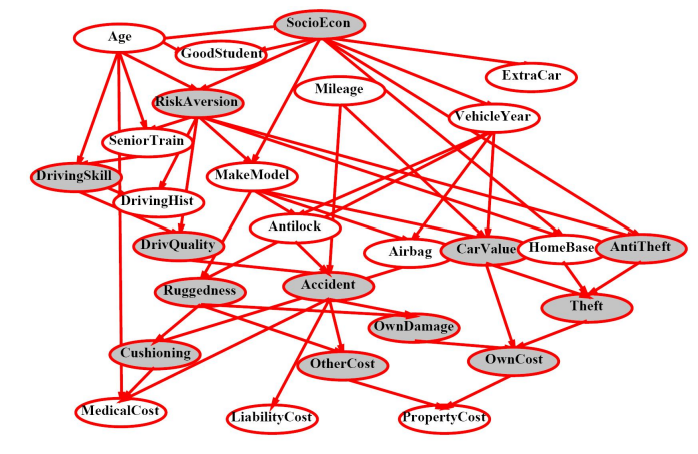 SocioEcon
Age
GoodStudent
ExtraCar
Mileage
RiskAversion
VehicleYear
SeniorTrain
DrivingSkill
MakeModel
DrivingHist
Antilock
DrivQuality
Airbag
CarValue
HomeBase
AntiTheft
Ruggedness
Accident
Theft
OwnDamage
Cushioning
OtherCost
OwnCost
MedicalCost
LiabilityCost
PropertyCost